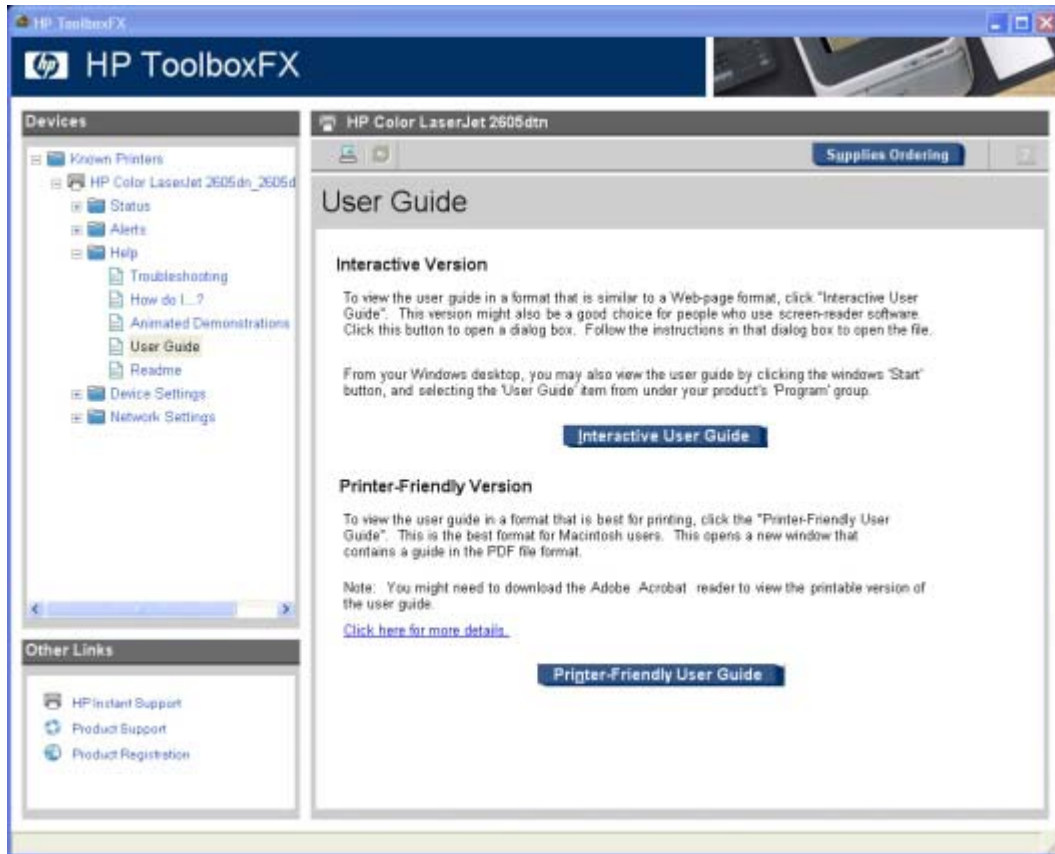 HP ToolboxFX
hp HP ToolboxFX
Devices
Known Printers
HP Color LaserJet 2605dn_2605d
Status
Alerts
Help
Troubleshooting
How do I...?
Animated Demonstrations
User Guide
Readme
Device Settings
Network Settings
Other Links
HP Instant Support
Product Support
Product Registration
HP Color LaserJet 2605dtn
Supplies Ordering
User Guide
Interactive Version
To view the user guide in a format that is similar to a Web-page format, click "Interactive User
Guide". This version might also be a good choice for people who use screen-reader software.
Click this button to open a dialog box. Follow the instructions in that dialog box to open the file.
From your Windows desktop, you may also view the user guide by clicking the windows 'Start'
button, and selecting the 'User Guide' item from under your product's 'Program' group.
Interactive User Guide
Printer-Friendly Version
To view the user guide in a format that is best for printing, click the "Printer-Friendly User
Guide". This is the best format for Macintosh users. This opens a new window that
contains a guide in the PDF file format.
Note: You might need to download the Adobe Acrobat reader to view the printable version of
the user guide.
Click here for more details.
Printer-Friendly User Guide